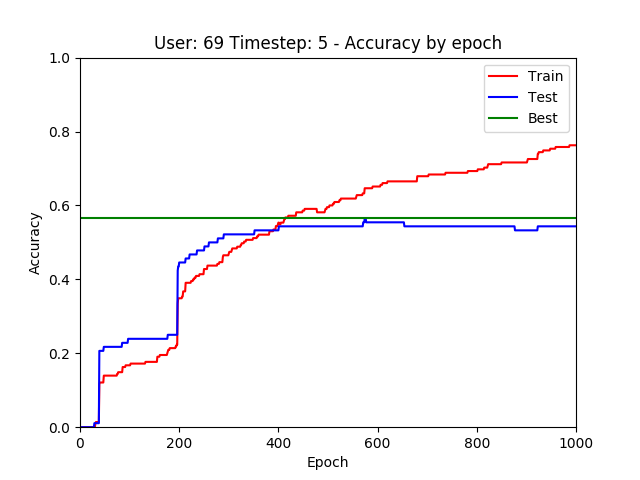 User: 69 Timestep: 5 - Accuracy by epoch
1.0
0.8
0.6
0.4
0.2
0.0
Accuracy
Train
Test
Best
0 200 400 600 800 1000
Epoch